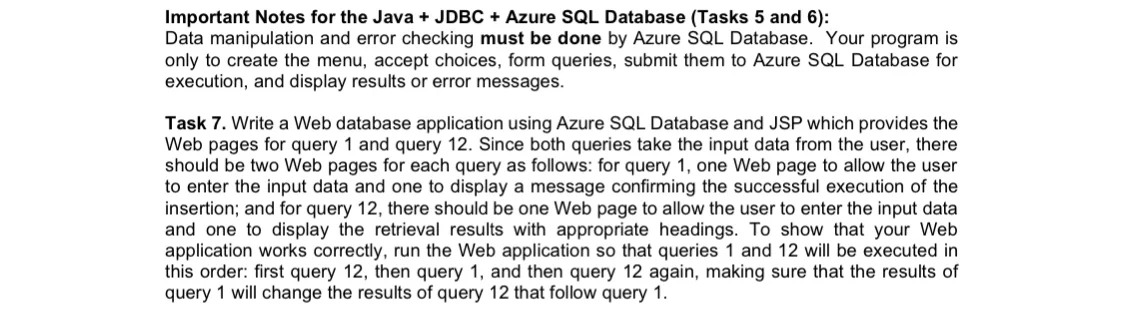 Important Notes for the Java + JDBC + Azure SQL Database (Tasks 5 and 6):
Data manipulation and error checking must be done by Azure SQL Database. Your program is
only to create the menu, accept choices, form queries, submit them to Azure SQL Database for
execution, and display results or error messages.
Task 7. Write a Web database application using Azure SQL Database and JSP which provides the
Web pages for query 1 and query 12. Since both queries take the input data from the user, there
should be two Web pages for each query as follows: for query 1, one Web page to allow the user
to enter the input data and one to display a message confirming the successful execution of the
insertion; and for query 12, there should be one Web page to allow the user to enter the input data
and one to display the retrieval results with appropriate headings. To show that your Web
application works correctly, run the Web application so that queries 1 and 12 will be executed in
this order: first query 12, then query 1, and then query 12 again, making sure that the results of
query 1 will change the results of query 12 that follow query 1.